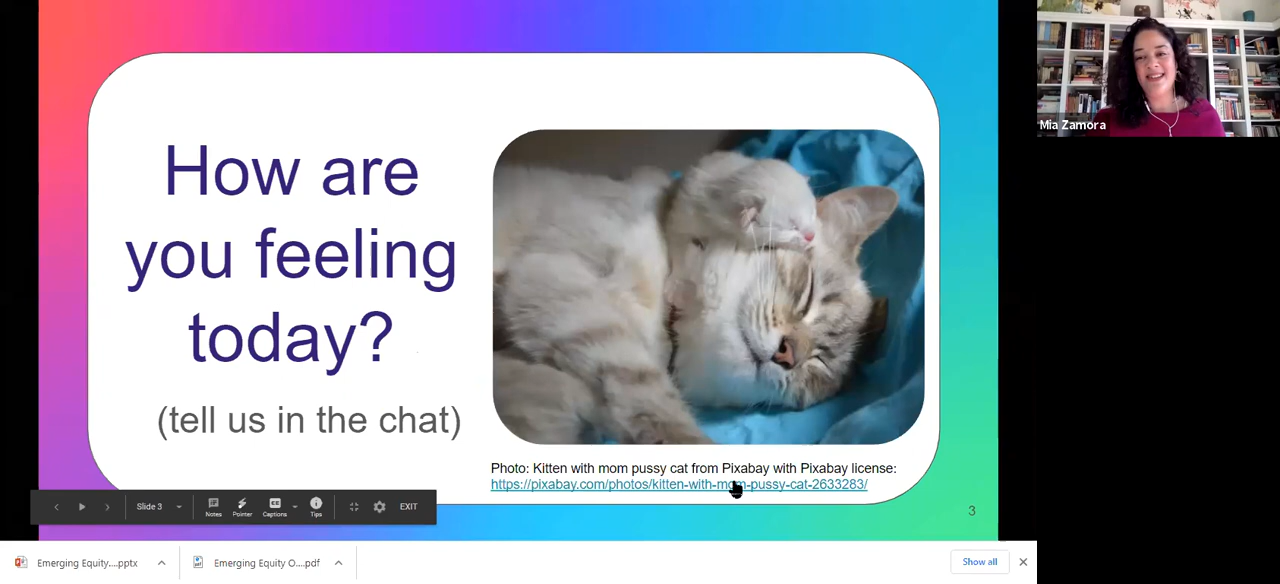 How are
you feeling
today?
(tell us in the chat)
Photo: Kitten with mom pussy cat from Pixabay with Pixabay license:
https://pixabay.com/photos/kitten-with-mom-pussy-cat-2633283/
3
Slide 3
Notes
Pointer
Captions
Tips
EXIT
Mia Zamora
Emerging Equity....pptx
Emerging Equity O....pdf
Show all